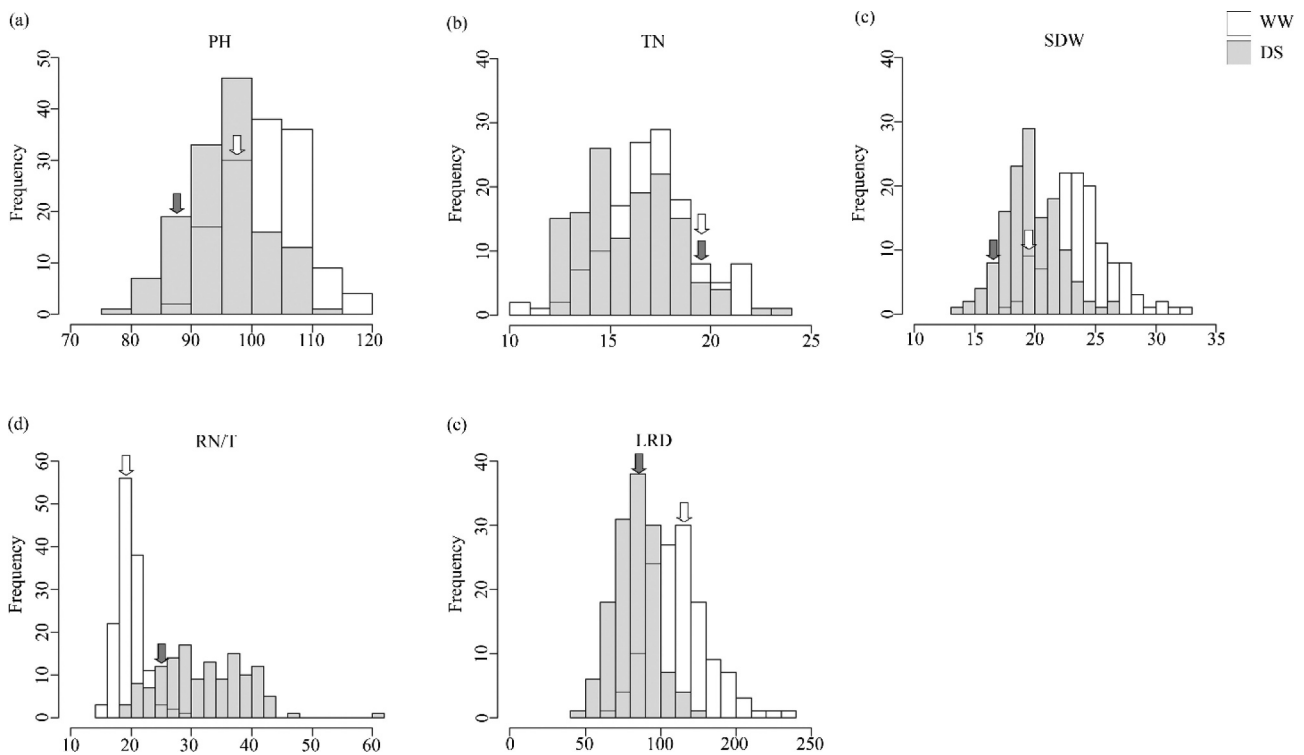 (a)
PH
Frequency
0 10 20 30 40 50
70 80 90 100 110 120
(b)
TN
Frequency
0 10 20 30 40
10 15 20 25
(c)
SDW
Frequency
0 10 20 30 40
10 15 20 25 30 35
WW
DS
(d)
RN/T
Frequency
0 10 20 30 40 50 60
10 20 30 40 50 60
(c)
LRD
Frequency
0 10 20 30 40
0 50 100 200 250